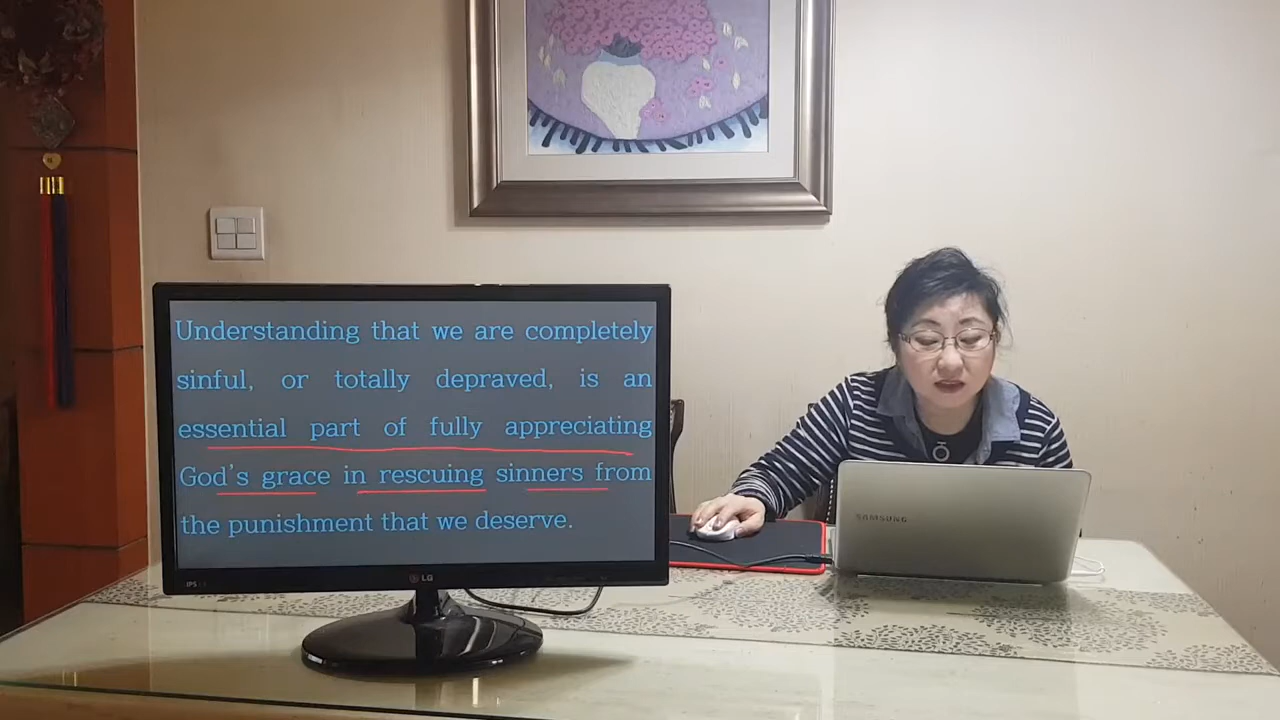 Understanding that we are completely
sinful, or totally depraved, is an
essential part of fully appreciating
God's grace in rescuing sinners from
the punishment that we deserve.
IPS
LG
SAMSUNG